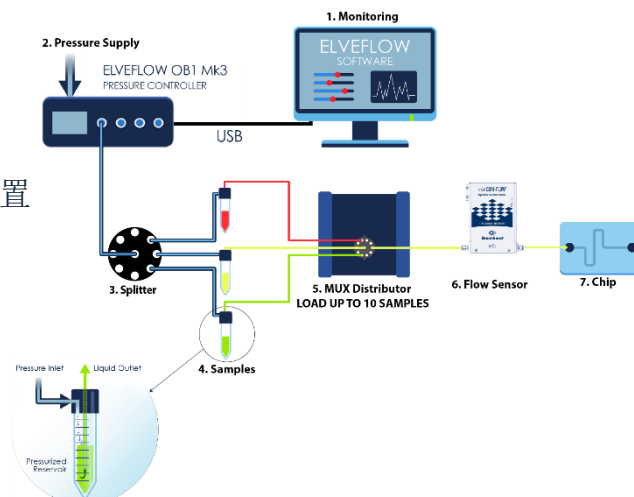 1. Monitoring
2. Pressure Supply
ELVEFLOW
SOFTWARE
ELVEFLOW OB1 Mk3
PRESSURE CONTROLLER
USB
置
3. Splitter
5. MUX Distributor
LOAD UP TO 10 SAMPLES
6. Flow Sensor
7. Chip
4. Samples
Pressure Inlet
Liquid Outlet
Pressurized
Reservoir